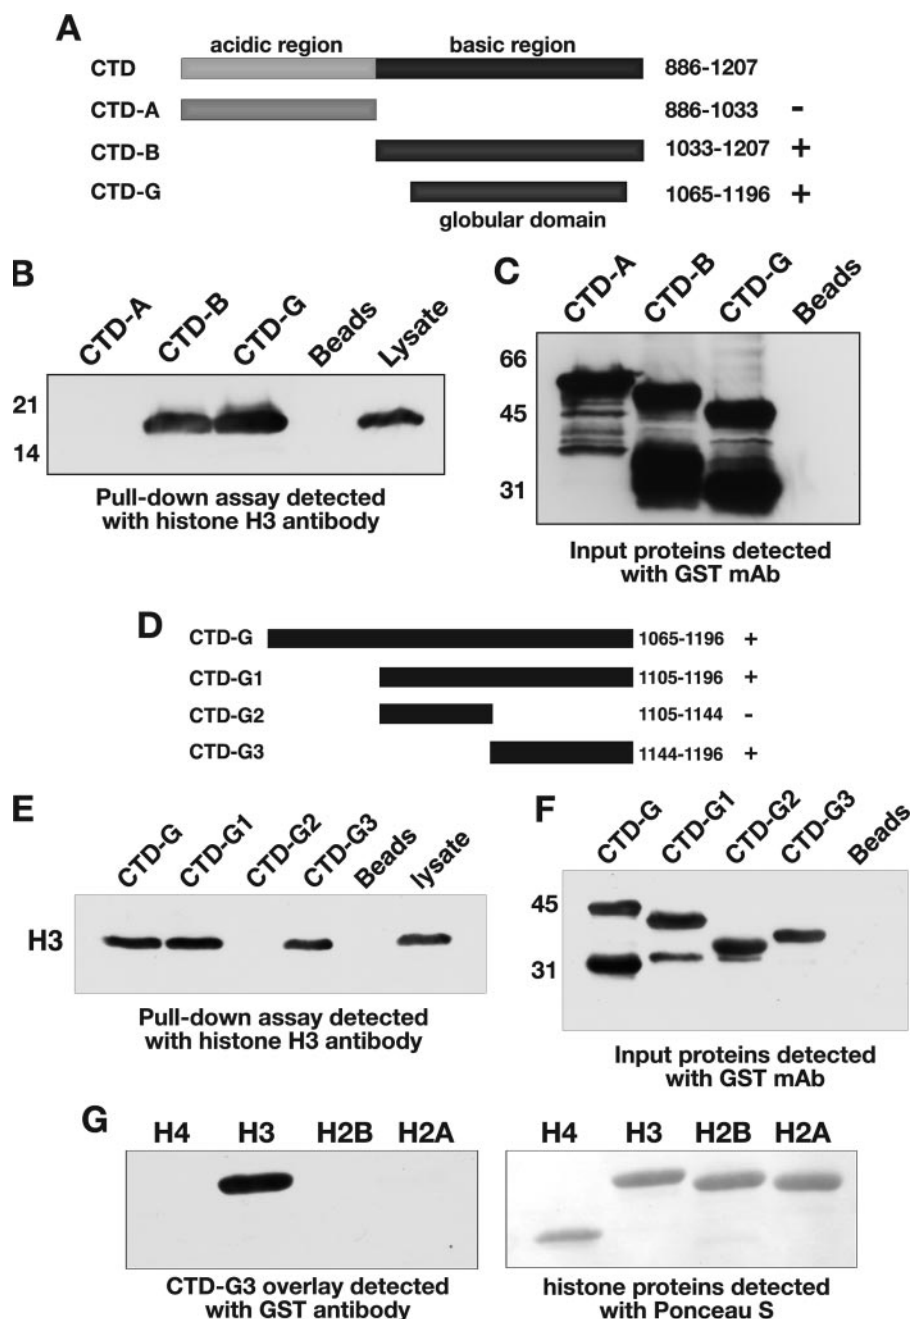 A
acidic region basic region
CTD 886-1207
CTD-A 886-1033 -
CTD-B 1033-1207 +
CTD-G 1065-1196 +
globular domain
B
CTD-A CTD-B CTD-G Beads Lysate
21
14
Pull-down assay detected
with histone H3 antibody
C
CTD-A CTD-B CTD-G Beads
66
45
31
Input proteins detected
with GST mAb
D
CTD-G 1065-1196 +
CTD-G1 1105-1196 +
CTD-G2 1105-1144 -
CTD-G3 1144-1196 +
E
CTD-G CTD-G1 CTD-G2 CTD-G3 Beads lysate
H3
Pull-down assay detected
with histone H3 antibody
F
CTD-G CTD-G1 CTD-G2 CTD-G3 Beads
45
31
Input proteins detected
with GST mAb
G
H4 H3 H2B H2A
CTD-G3 overlay detected
with GST antibody
H4 H3 H2B H2A
histone proteins detected
with Ponceau S